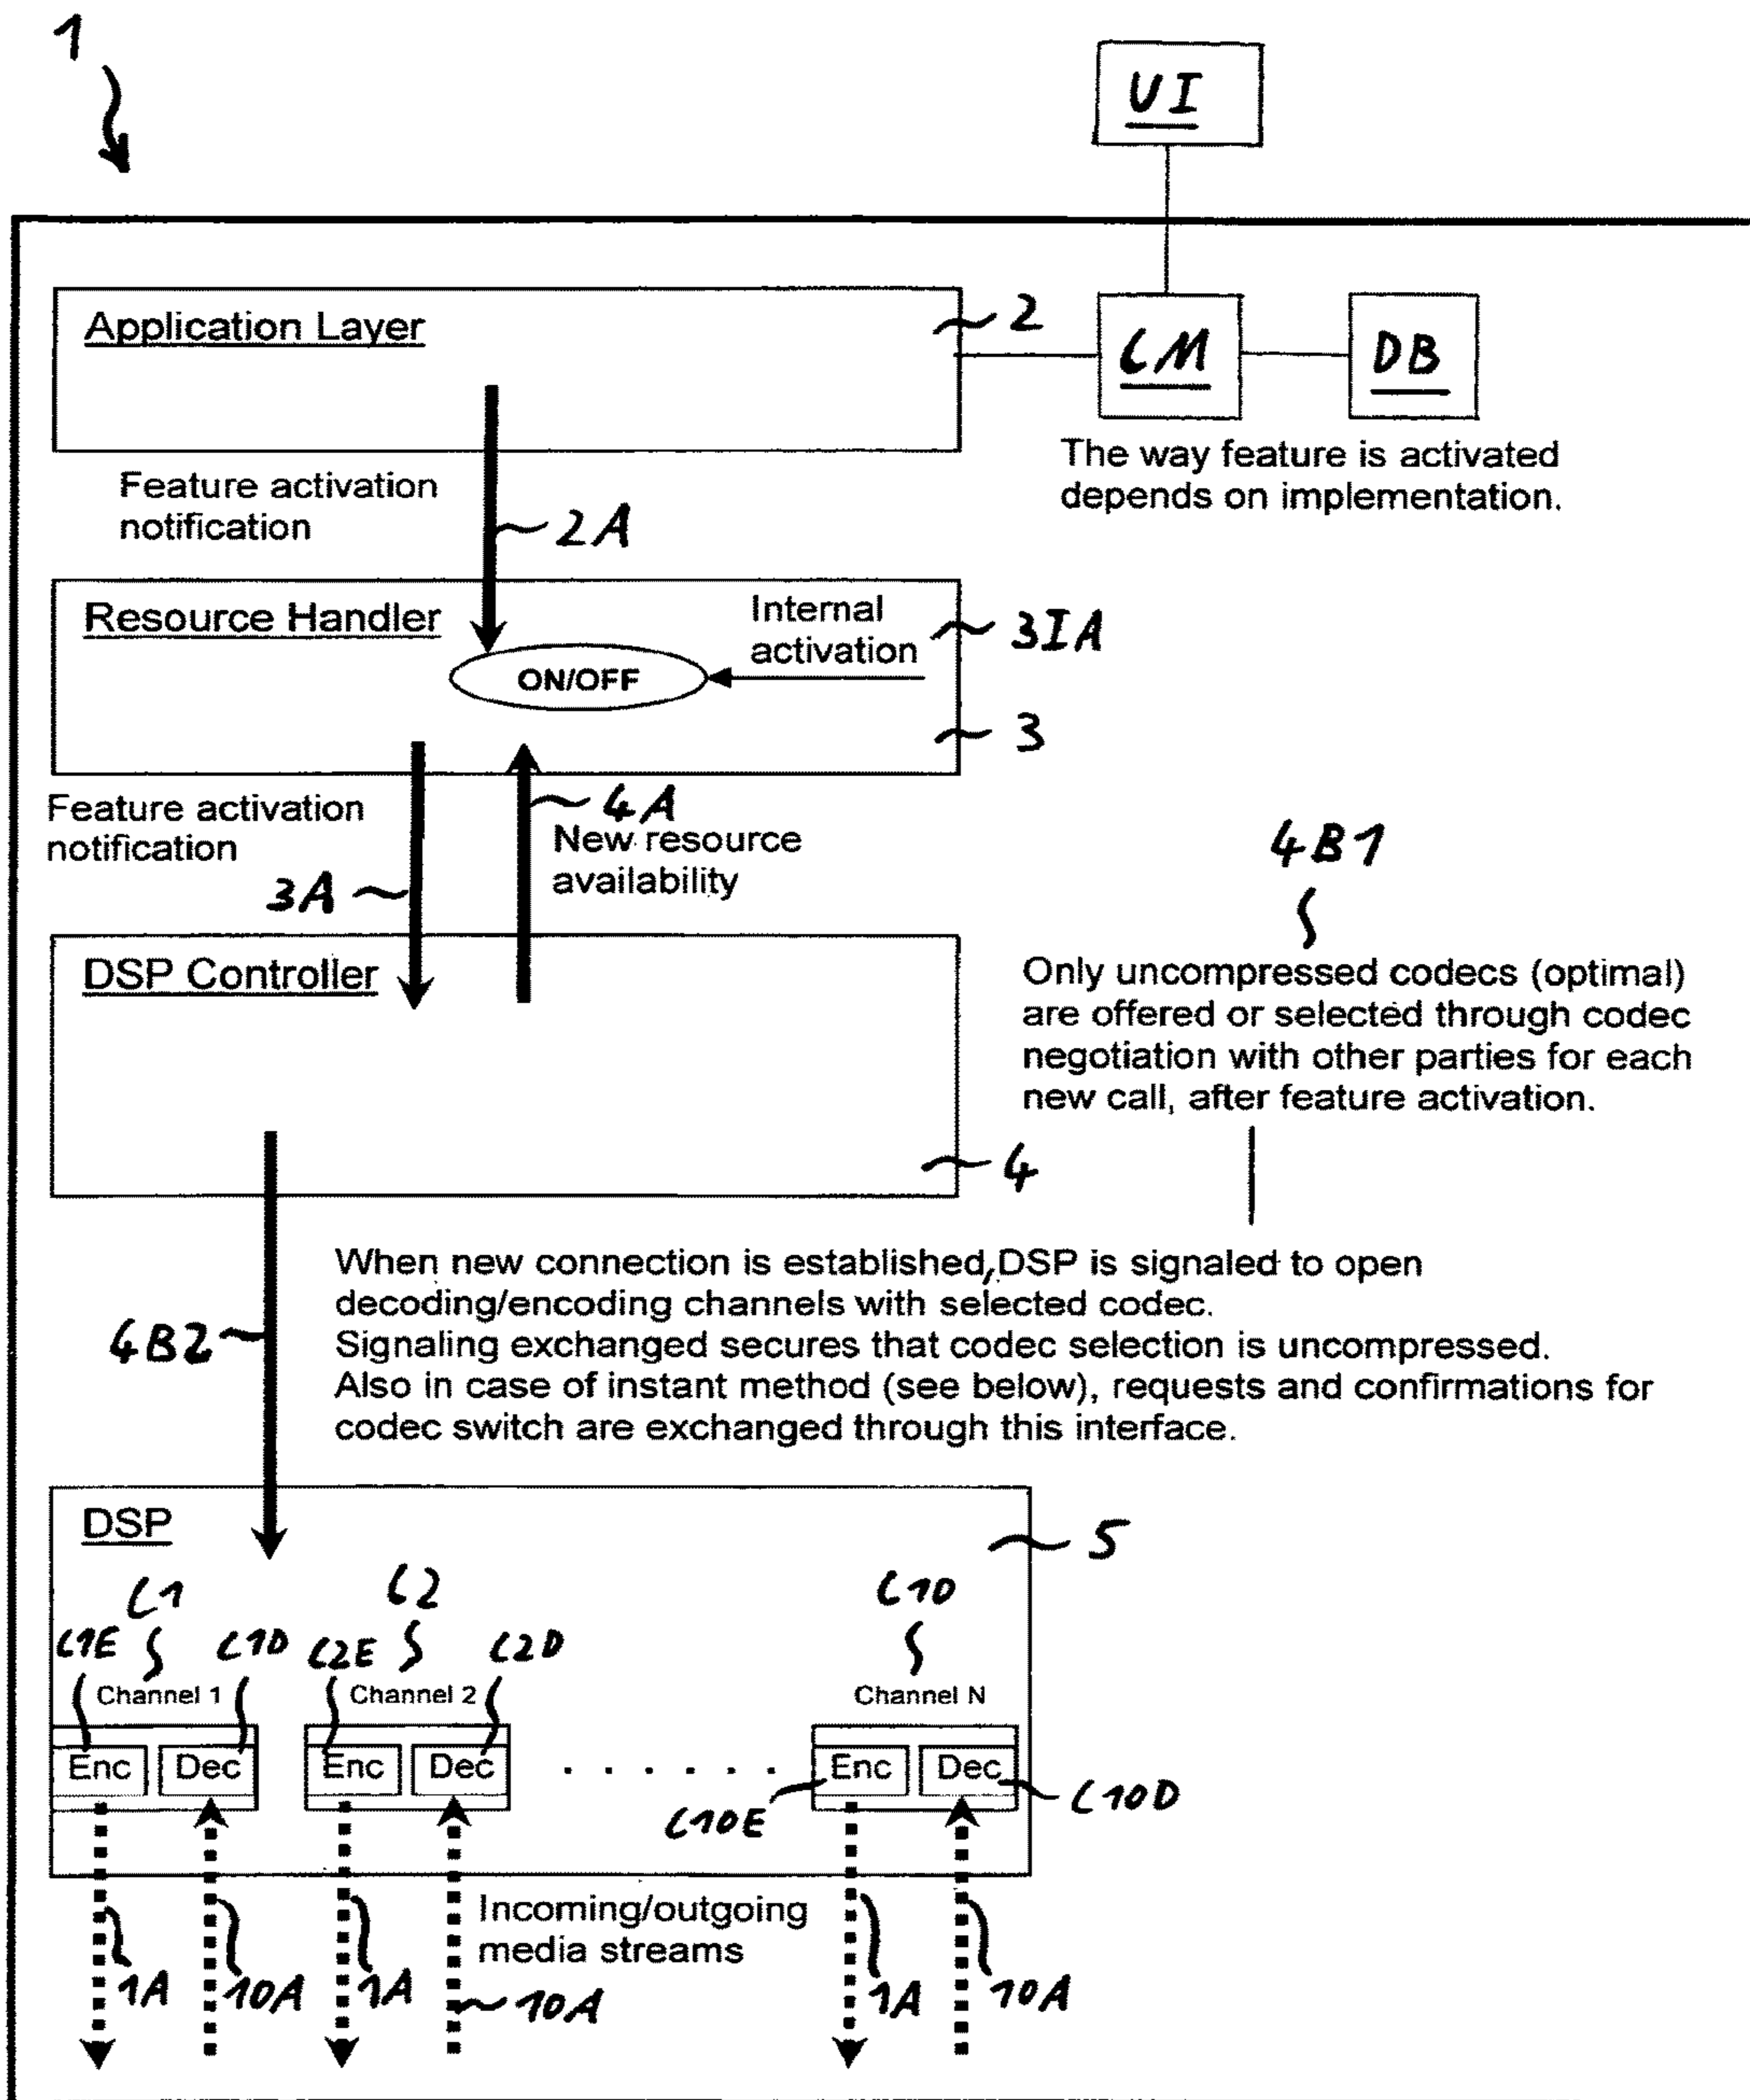 1
UI
Application Layer
2
CM
DB
The way feature is activated
depends on implementation.
Feature activation
notification
2A
Resource Handler
Internal
activation
3IA
ON/OFF
3
Feature activation
notification
4A
New resource
availability
3A
4B1
DSP Controller
Only uncompressed codecs (optimal)
are offered or selected through codec
negotiation with other parties for each
new call, after feature activation.
4
When new connection is established, DSP is signaled to open
decoding/encoding channels with selected codec.
Signaling exchanged secures that codec selection is uncompressed.
Also in case of instant method (see below), requests and confirmations for
codec switch are exchanged through this interface.
4B2
DSP
5
C1
C2
C10
C1E
C1D
C2E
C2D
Channel 1
Channel 2
Channel N
Enc
Dec
Enc
Dec
. . . . . .
Enc
Dec
C10E
C10D
Incoming/outgoing
media streams
1A
10A
1A
10A
1A
10A